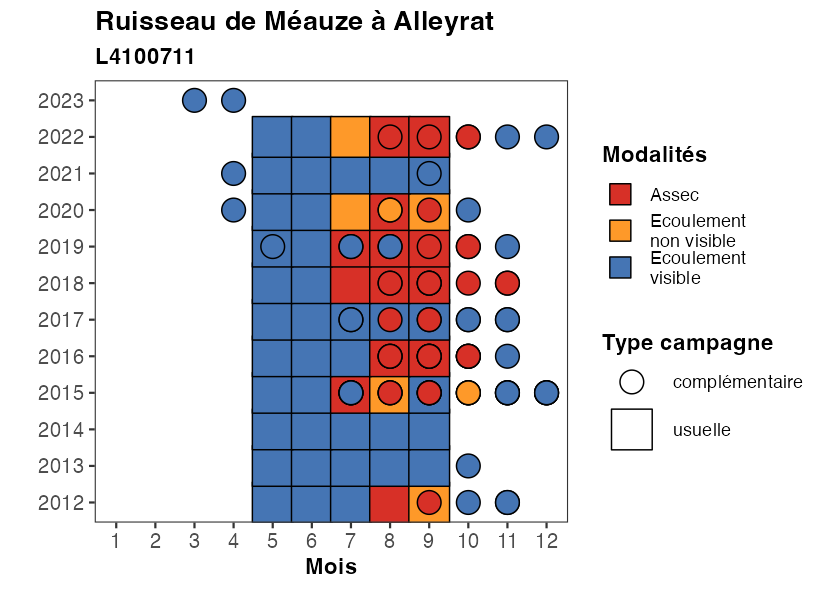 Ruisseau de Méauze à Alleyrat
L4100711
2023
2022
2021
2020
2019
2018
2017
2016
2015
2014
2013
2012
1 2 3 4 5 6 7 8 9 10 11 12
Mois
Modalités
Assec
Ecoulement
non visible
Ecoulement
visible
Type campagne
complémentaire
usuelle